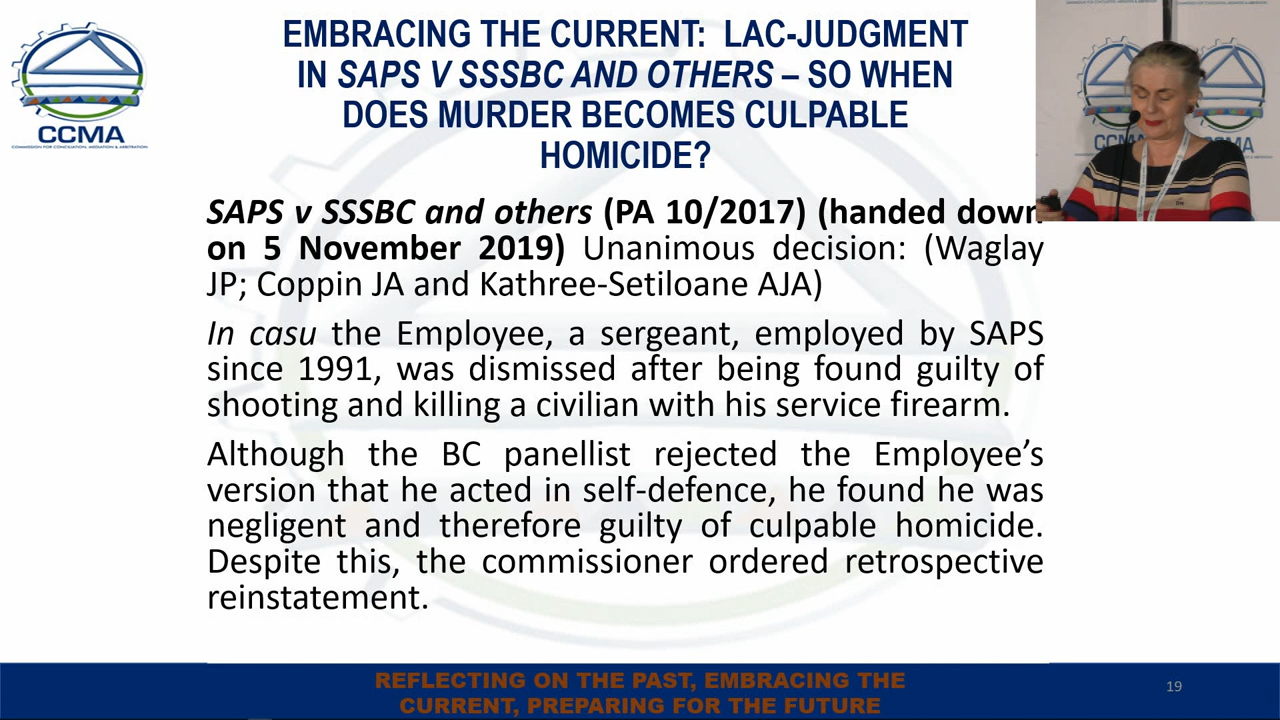 EMBRACING THE CURRENT: LAC-JUDGMENT
IN SAPS V SSSBC AND OTHERS – SO WHEN
DOES MURDER BECOMES CULPABLE
HOMICIDE?
CCMA
COMMISSION FOR CONCILIATION, MEDIATION & ARBITRATION
CCMA
SAPS v SSSBC and others (PA 10/2017) (handed down
on 5 November 2019) Unanimous decision: (Waglay
JP; Coppin JA and Kathree-Setiloane AJA)
In casu the Employee, a sergeant, employed by SAPS
since 1991, was dismissed after being found guilty of
shooting and killing a civilian with his service firearm.
Although the BC panellist rejected the Employee’s
version that he acted in self-defence, he found he was
negligent and therefore guilty of culpable homicide.
Despite this, the commissioner ordered retrospective
reinstatement.
REFLECTING ON THE PAST, EMBRACING THE
CURRENT, PREPARING FOR THE FUTURE
19